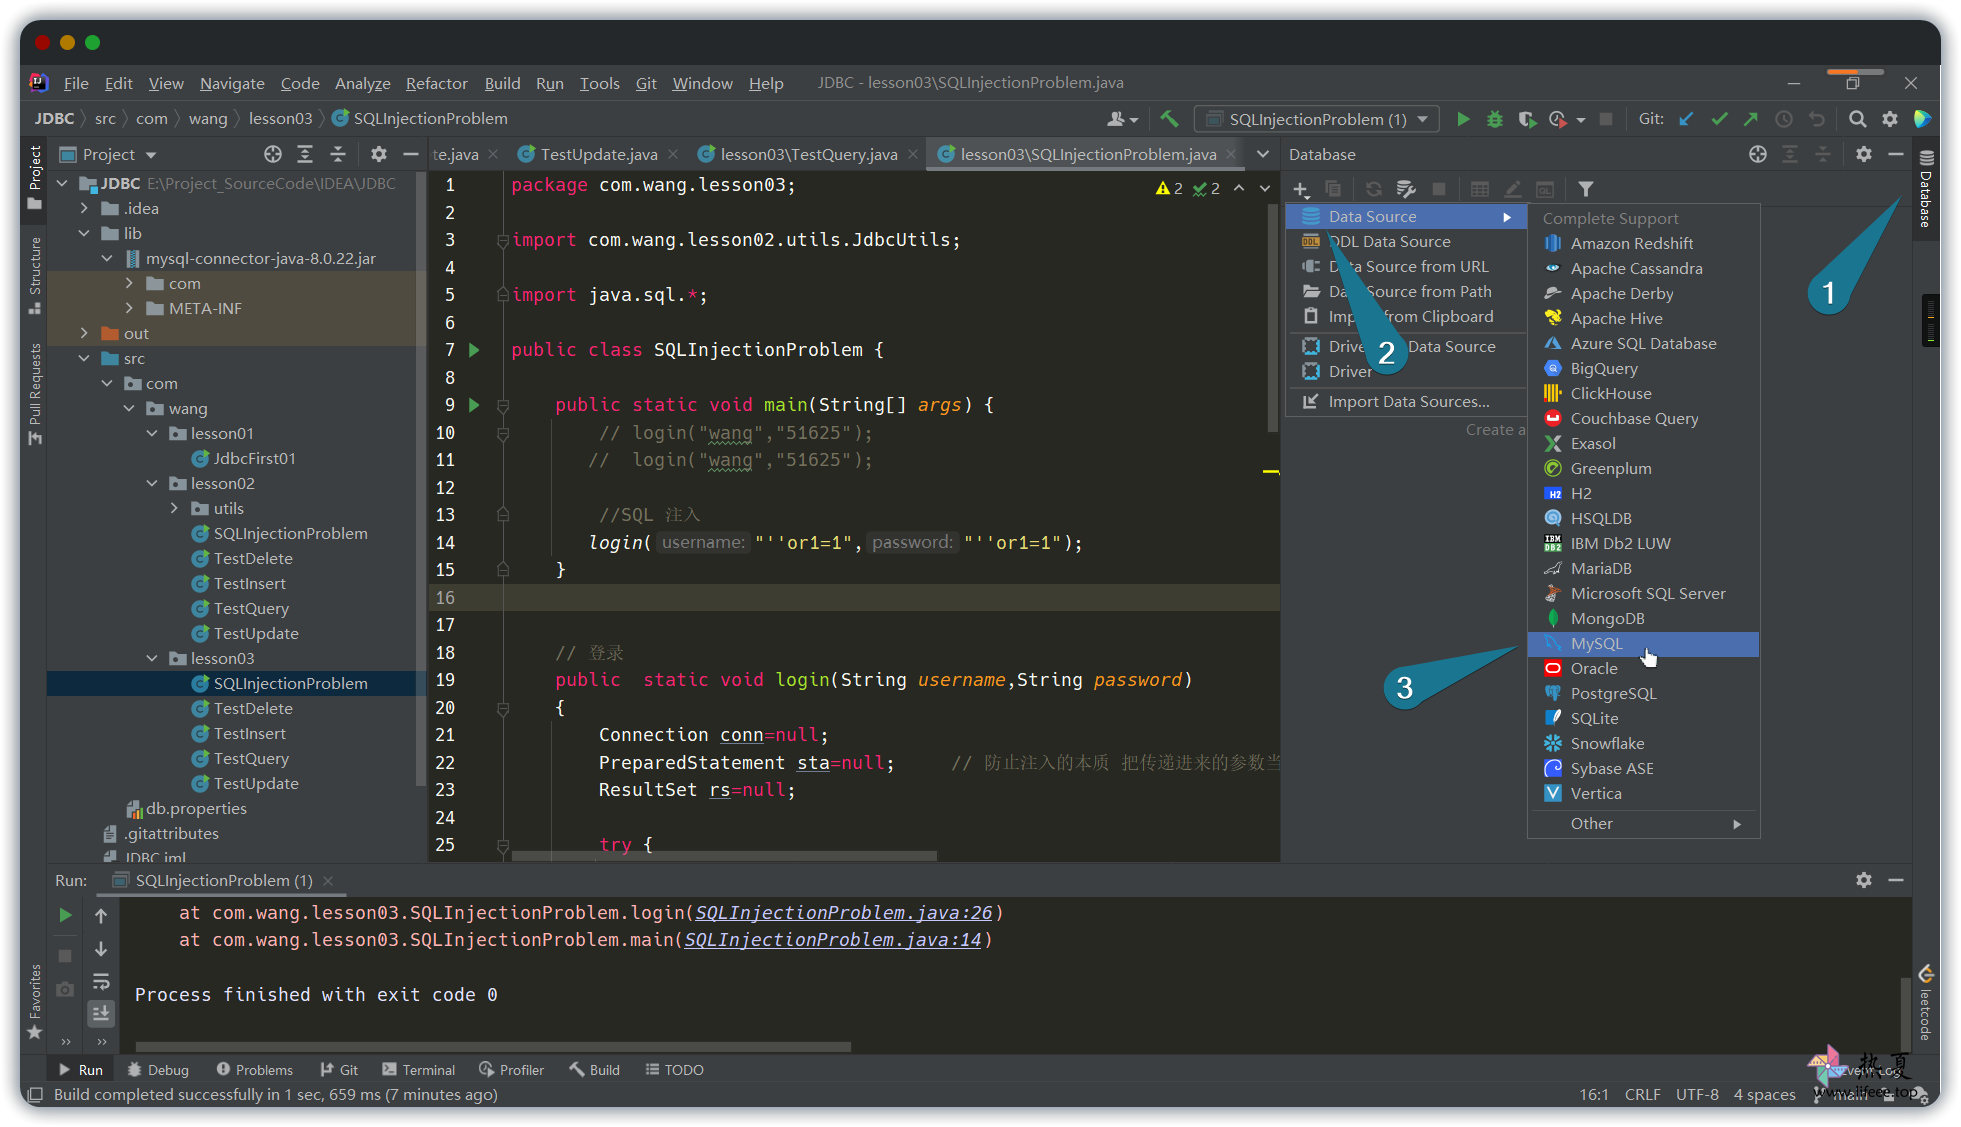 File Edit View Navigate Code Analyze Refactor Build Run Tools Git Window Help JDBC - lesson03\SQLInjectionProblem.java
JDBC src com wang lesson03 SQLInjectionProblem SQLInjectionProblem (1) Git:
Project
Structure
Pull Requests
Favorites
Project
JDBC E:\Project_SourceCode\IDEA\JDBC
.idea
lib
mysql-connector-java-8.0.22.jar
com
META-INF
out
src
com
wang
lesson01
JdbcFirst01
lesson02
utils
SQLInjectionProblem
TestDelete
TestInsert
TestQuery
TestUpdate
lesson03
SQLInjectionProblem
TestDelete
TestInsert
TestQuery
TestUpdate
db.properties
.gitattributes
JDBC.iml
te.java TestUpdate.java lesson03\TestQuery.java lesson03\SQLInjectionProblem.java
2 2
1 package com.wang.lesson03;
2
3 import com.wang.lesson02.utils.JdbcUtils;
4
5 import java.sql.*;
6
7 public class SQLInjectionProblem {
8
9 public static void main(String[] args) {
10 // login("wang","51625");
11 // login("wang","51625");
12
13 //SQL 注入
14 login( username: "''or1=1", password: "''or1=1");
15 }
16
17
18 // 登录
19 public static void login(String username,String password)
20 {
21 Connection conn=null;
22 PreparedStatement sta=null; // 防止注入的本质 把传递进来的参数当
23 ResultSet rs=null;
24
25 try {
Database
Data Source
DDL Data Source
Data Source from URL
Data Source from Path
from Clipboard
Data Source
Driver
Import Data Sources...
Create a
Complete Support
Amazon Redshift
Apache Cassandra
Apache Derby
Apache Hive
Azure SQL Database
BigQuery
ClickHouse
Couchbase Query
Exasol
Greenplum
H2
HSQLDB
IBM Db2 LUW
MariaDB
Microsoft SQL Server
MongoDB
MySQL
Oracle
PostgreSQL
SQLite
Snowflake
Sybase ASE
Vertica
Other
1
2
3
Database
leetcode
Run: SQLInjectionProblem (1)
at com.wang.lesson03.SQLInjectionProblem.login(SQLInjectionProblem.java:26)
at com.wang.lesson03.SQLInjectionProblem.main(SQLInjectionProblem.java:14)
Process finished with exit code 0
Run Debug Problems Git Terminal Profiler Build TODO
Build completed successfully in 1 sec, 659 ms (7 minutes ago)
16:1 CRLF UTF-8 4 spaces main
热夏
www.lifeee.top